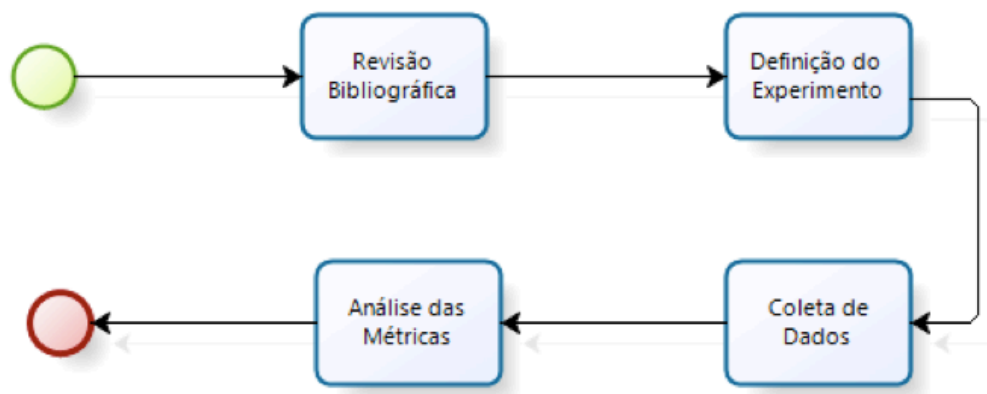 Revisão
Bibliográfica
Definição do
Experimento
Coleta de
Dados
Análise das
Métricas